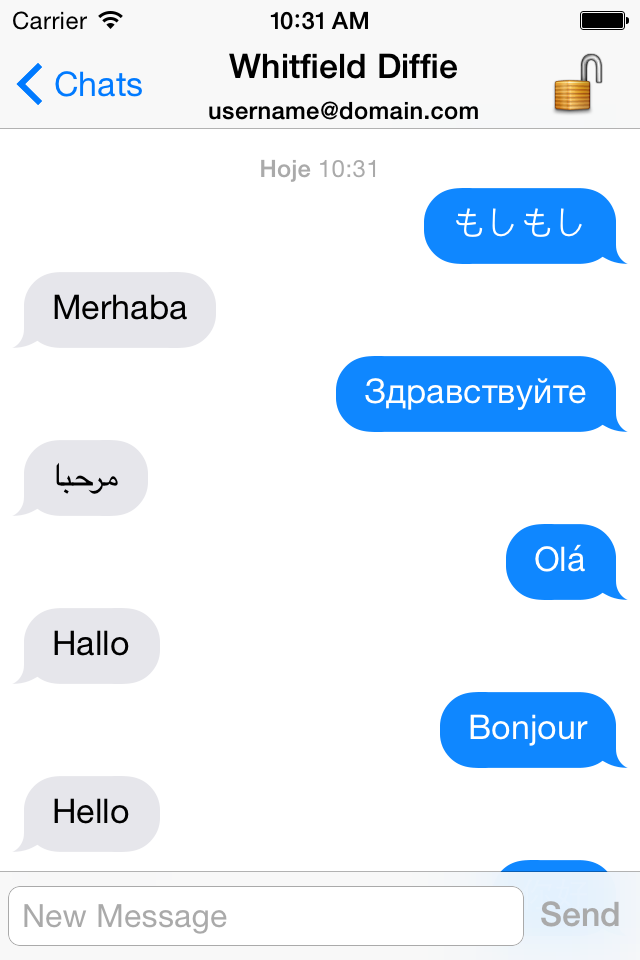 Carrier 10:31 AM
Chats
Whitfield Diffie
username@domain.com
Hoje 10:31
もしもし
Merhaba
Здравствуйте
مرحبا
Olá
Hallo
Bonjour
Hello
New Message
Send